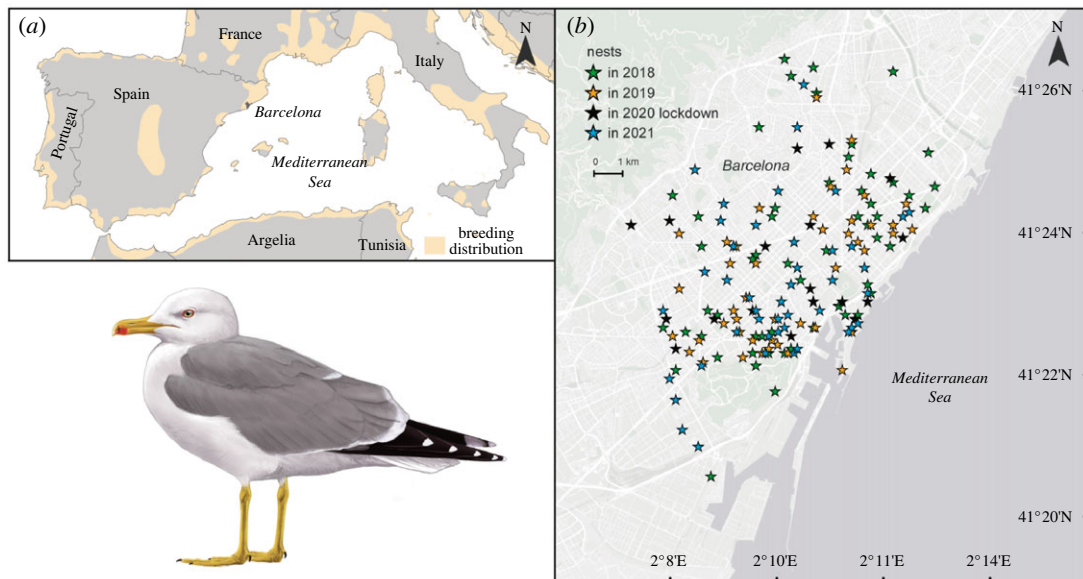 (a)
France
N
Italy
Spain
Portugal
Barcelona
Mediterranean
Sea
Argelia
Tunisia
breeding
distribution
(b)
N
nests
in 2018
in 2019
in 2020 lockdown
in 2021
0 1 km
Barcelona
Mediterranean
Sea
41°26'N
41°24'N
41°22'N
41°20'N
2°8'E 2°10'E 2°11'E 2°14'E